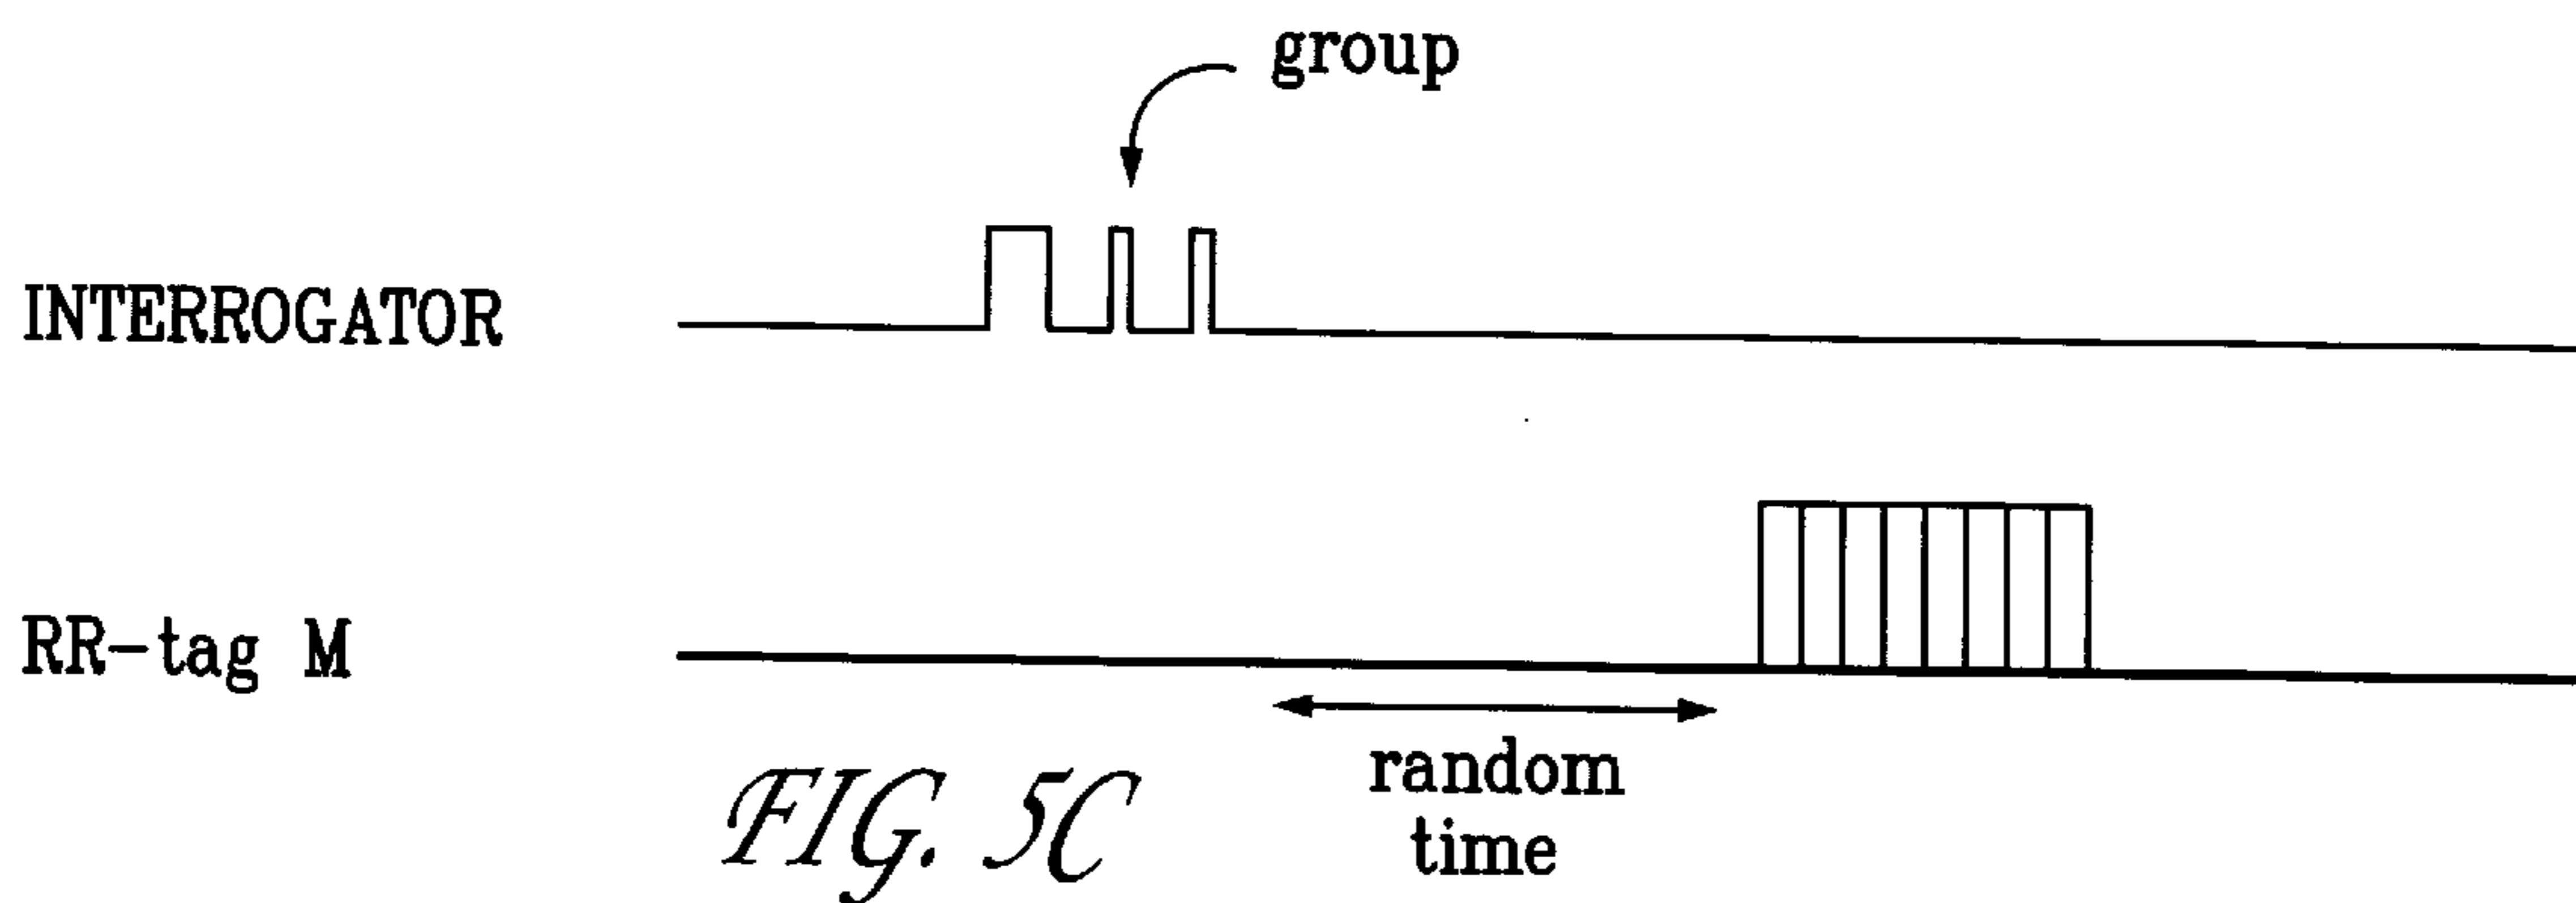 group
INTERROGATOR
RR-tag M
random
time
FIG. 5C